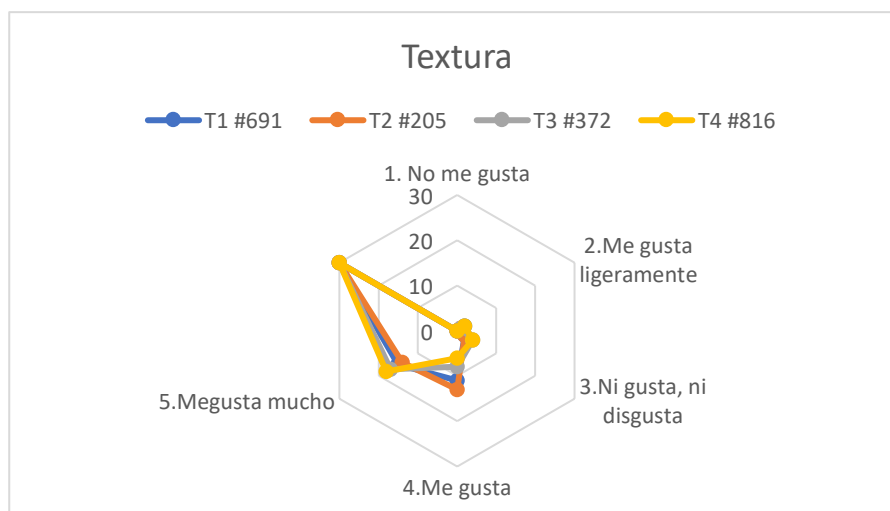 Textura
T1 #691 T2 #205 T3 #372 T4 #816
1. No me gusta
30
20
10
0
2.Me gusta
ligeramente
3.Ni gusta, ni
disgusta
4.Me gusta
5.Megusta mucho